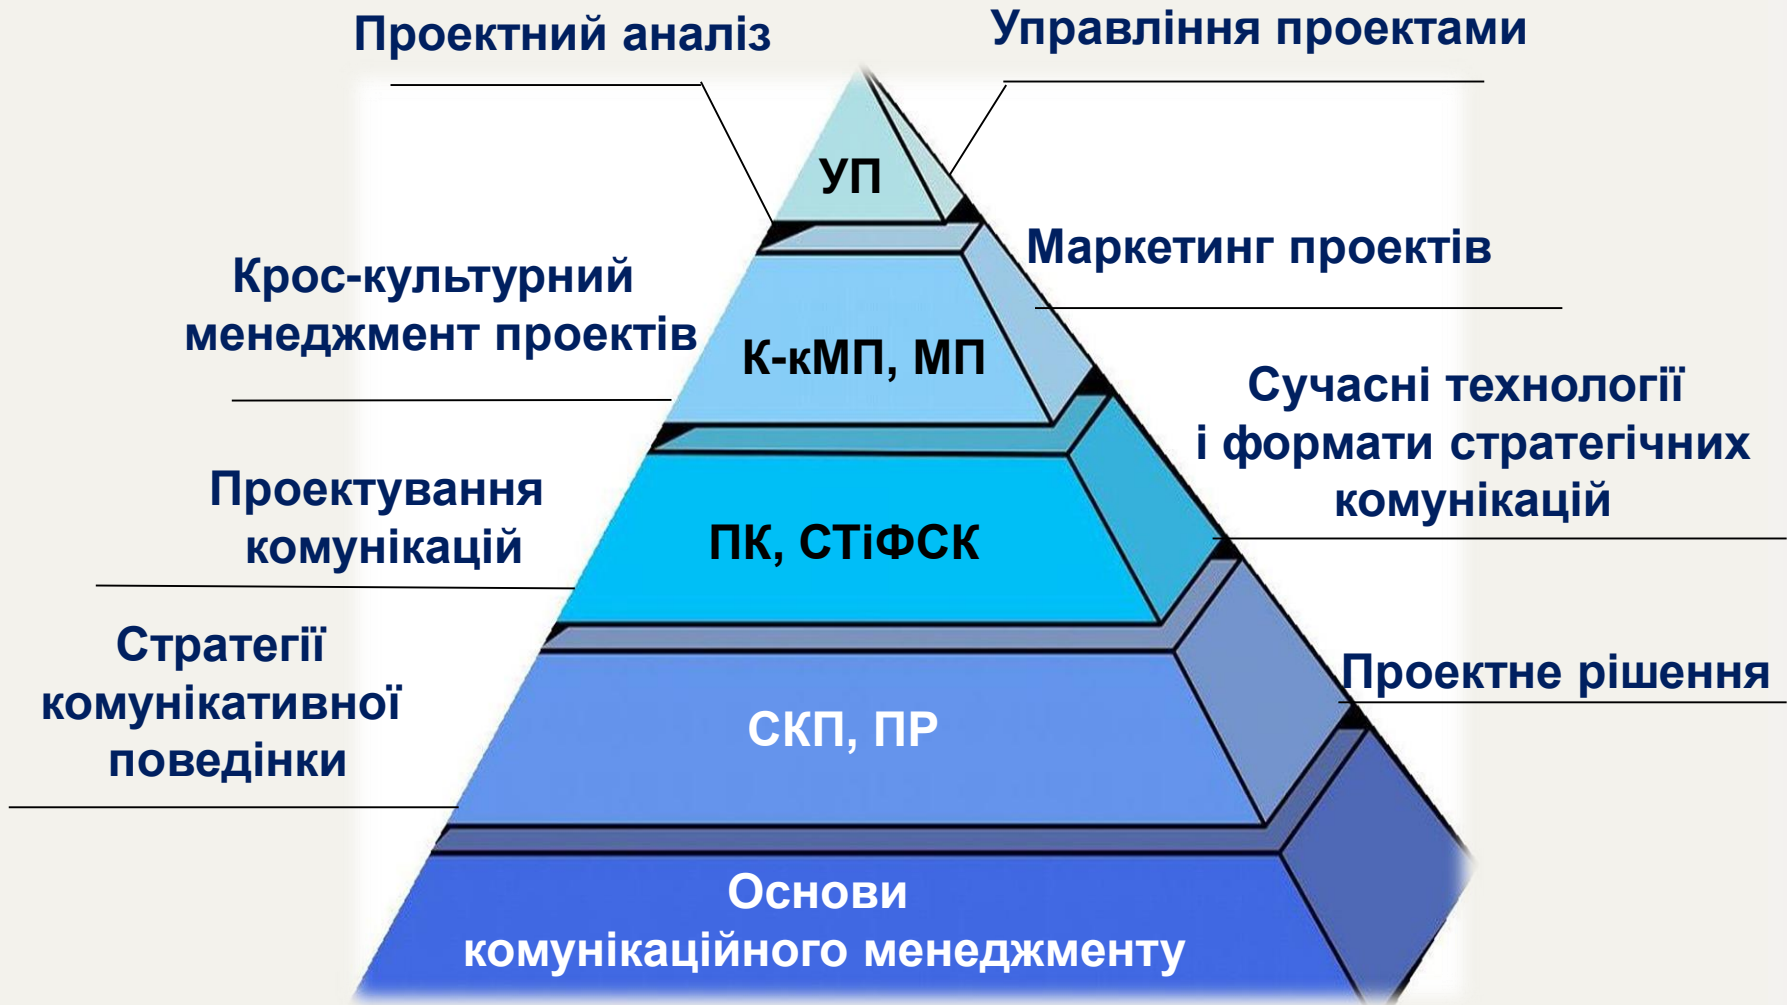 Проектний аналіз
Управління проектами
УП
Крос-культурний
менеджмент проектів
Маркетинг проектів
К-кМП, МП
Проектування
комунікацій
Сучасні технології
і формати стратегічних
комунікацій
ПК, СТіФСК
Стратегії
комунікативної
поведінки
Проектне рішення
СКП, ПР
Основи
комунікаційного менеджменту